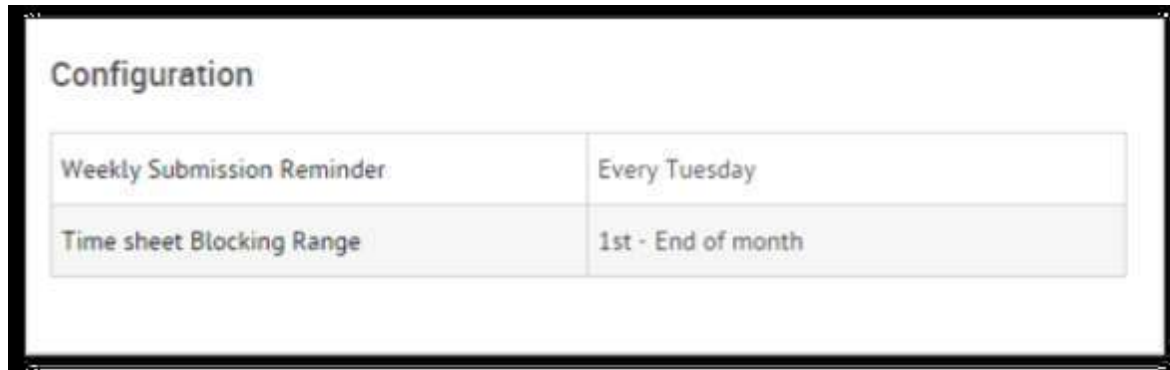 Configuration
Weekly Submission Reminder Every Tuesday
Time sheet Blocking Range 1st - End of month